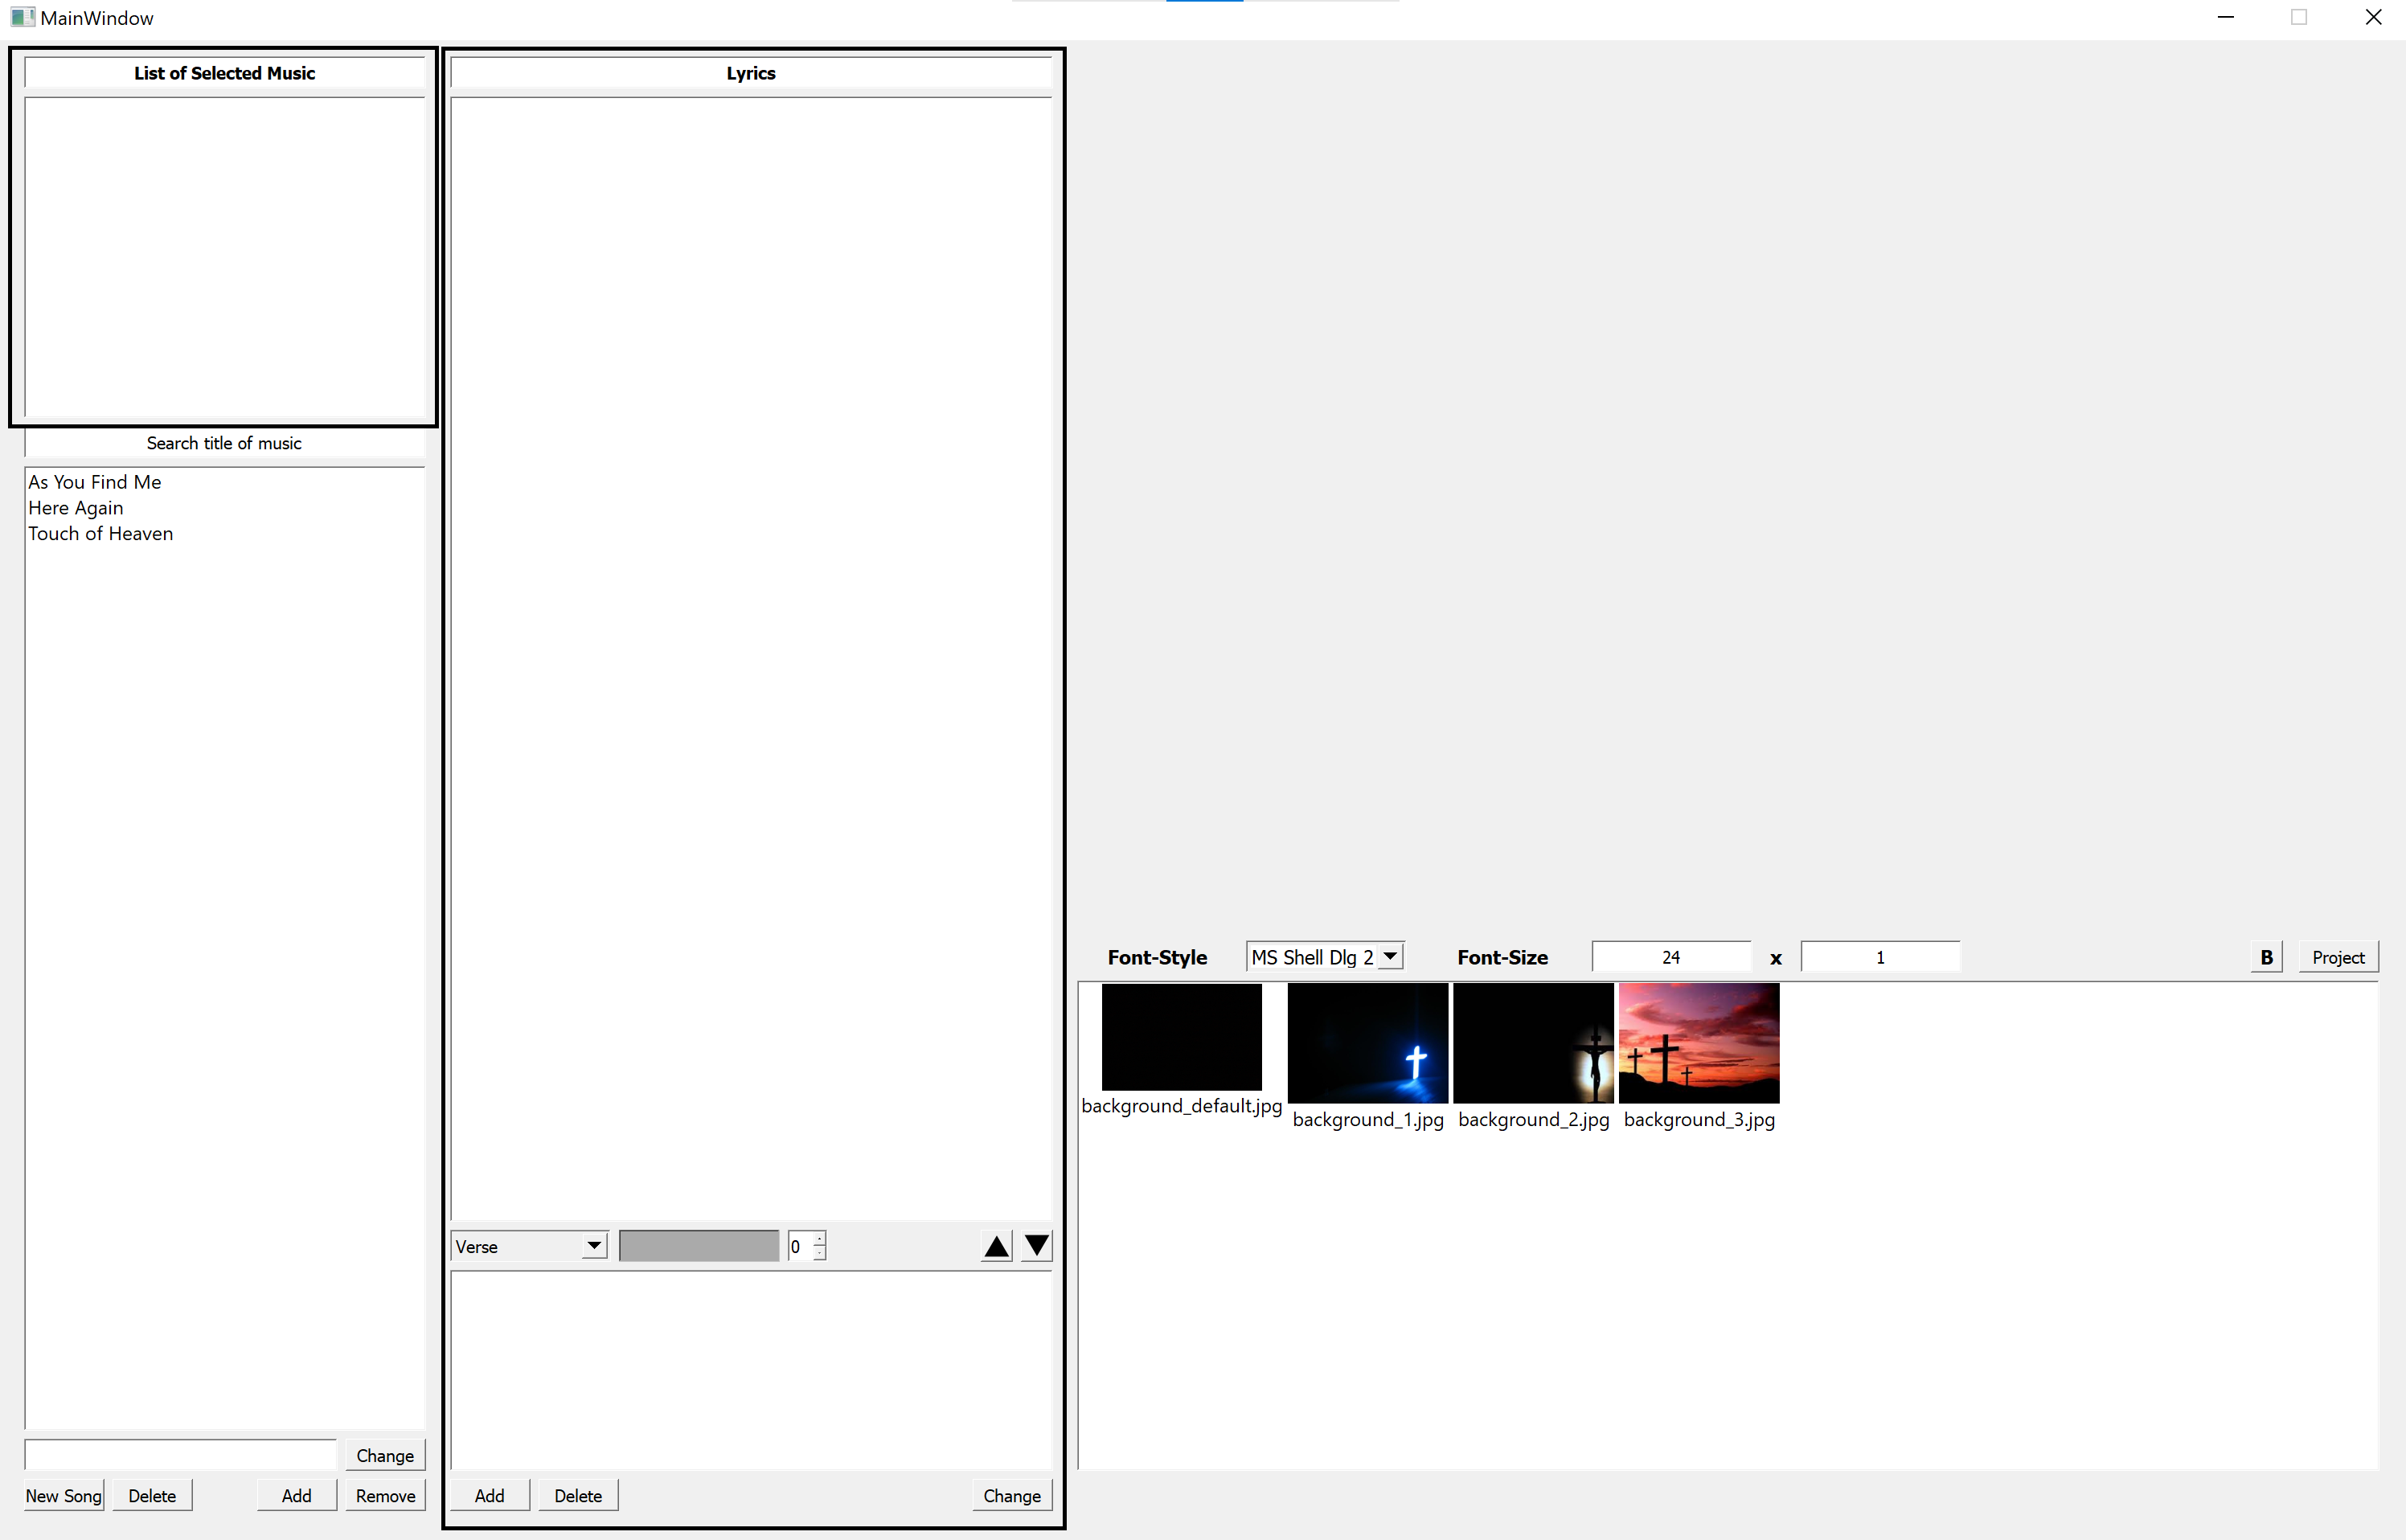 MainWindow
List of Selected Music
Search title of music
As You Find Me
Here Again
Touch of Heaven
Change
New Song Delete Add Remove
Lyrics
Verse 0 ▲ ▼
Add Delete Change
Font-Style MS Shell Dlg 2 Font-Size 24 x 1 B Project
background_default.jpg
background_1.jpg background_2.jpg background_3.jpg